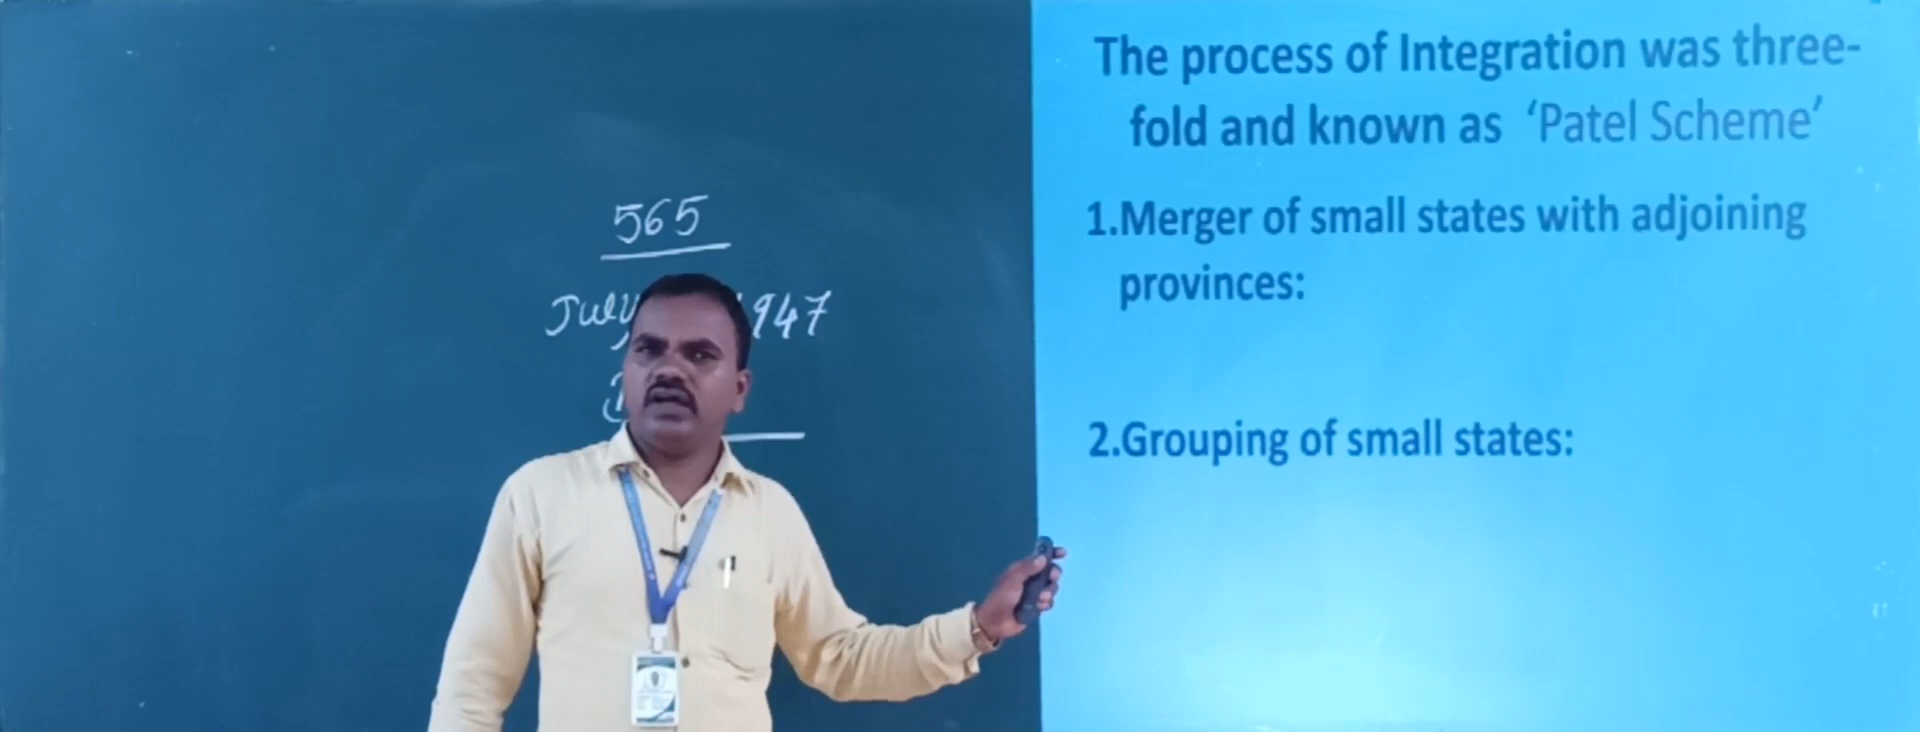 565
July 1947
The process of Integration was three-
fold and known as 'Patel Scheme'
1.Merger of small states with adjoining
provinces:
2.Grouping of small states: